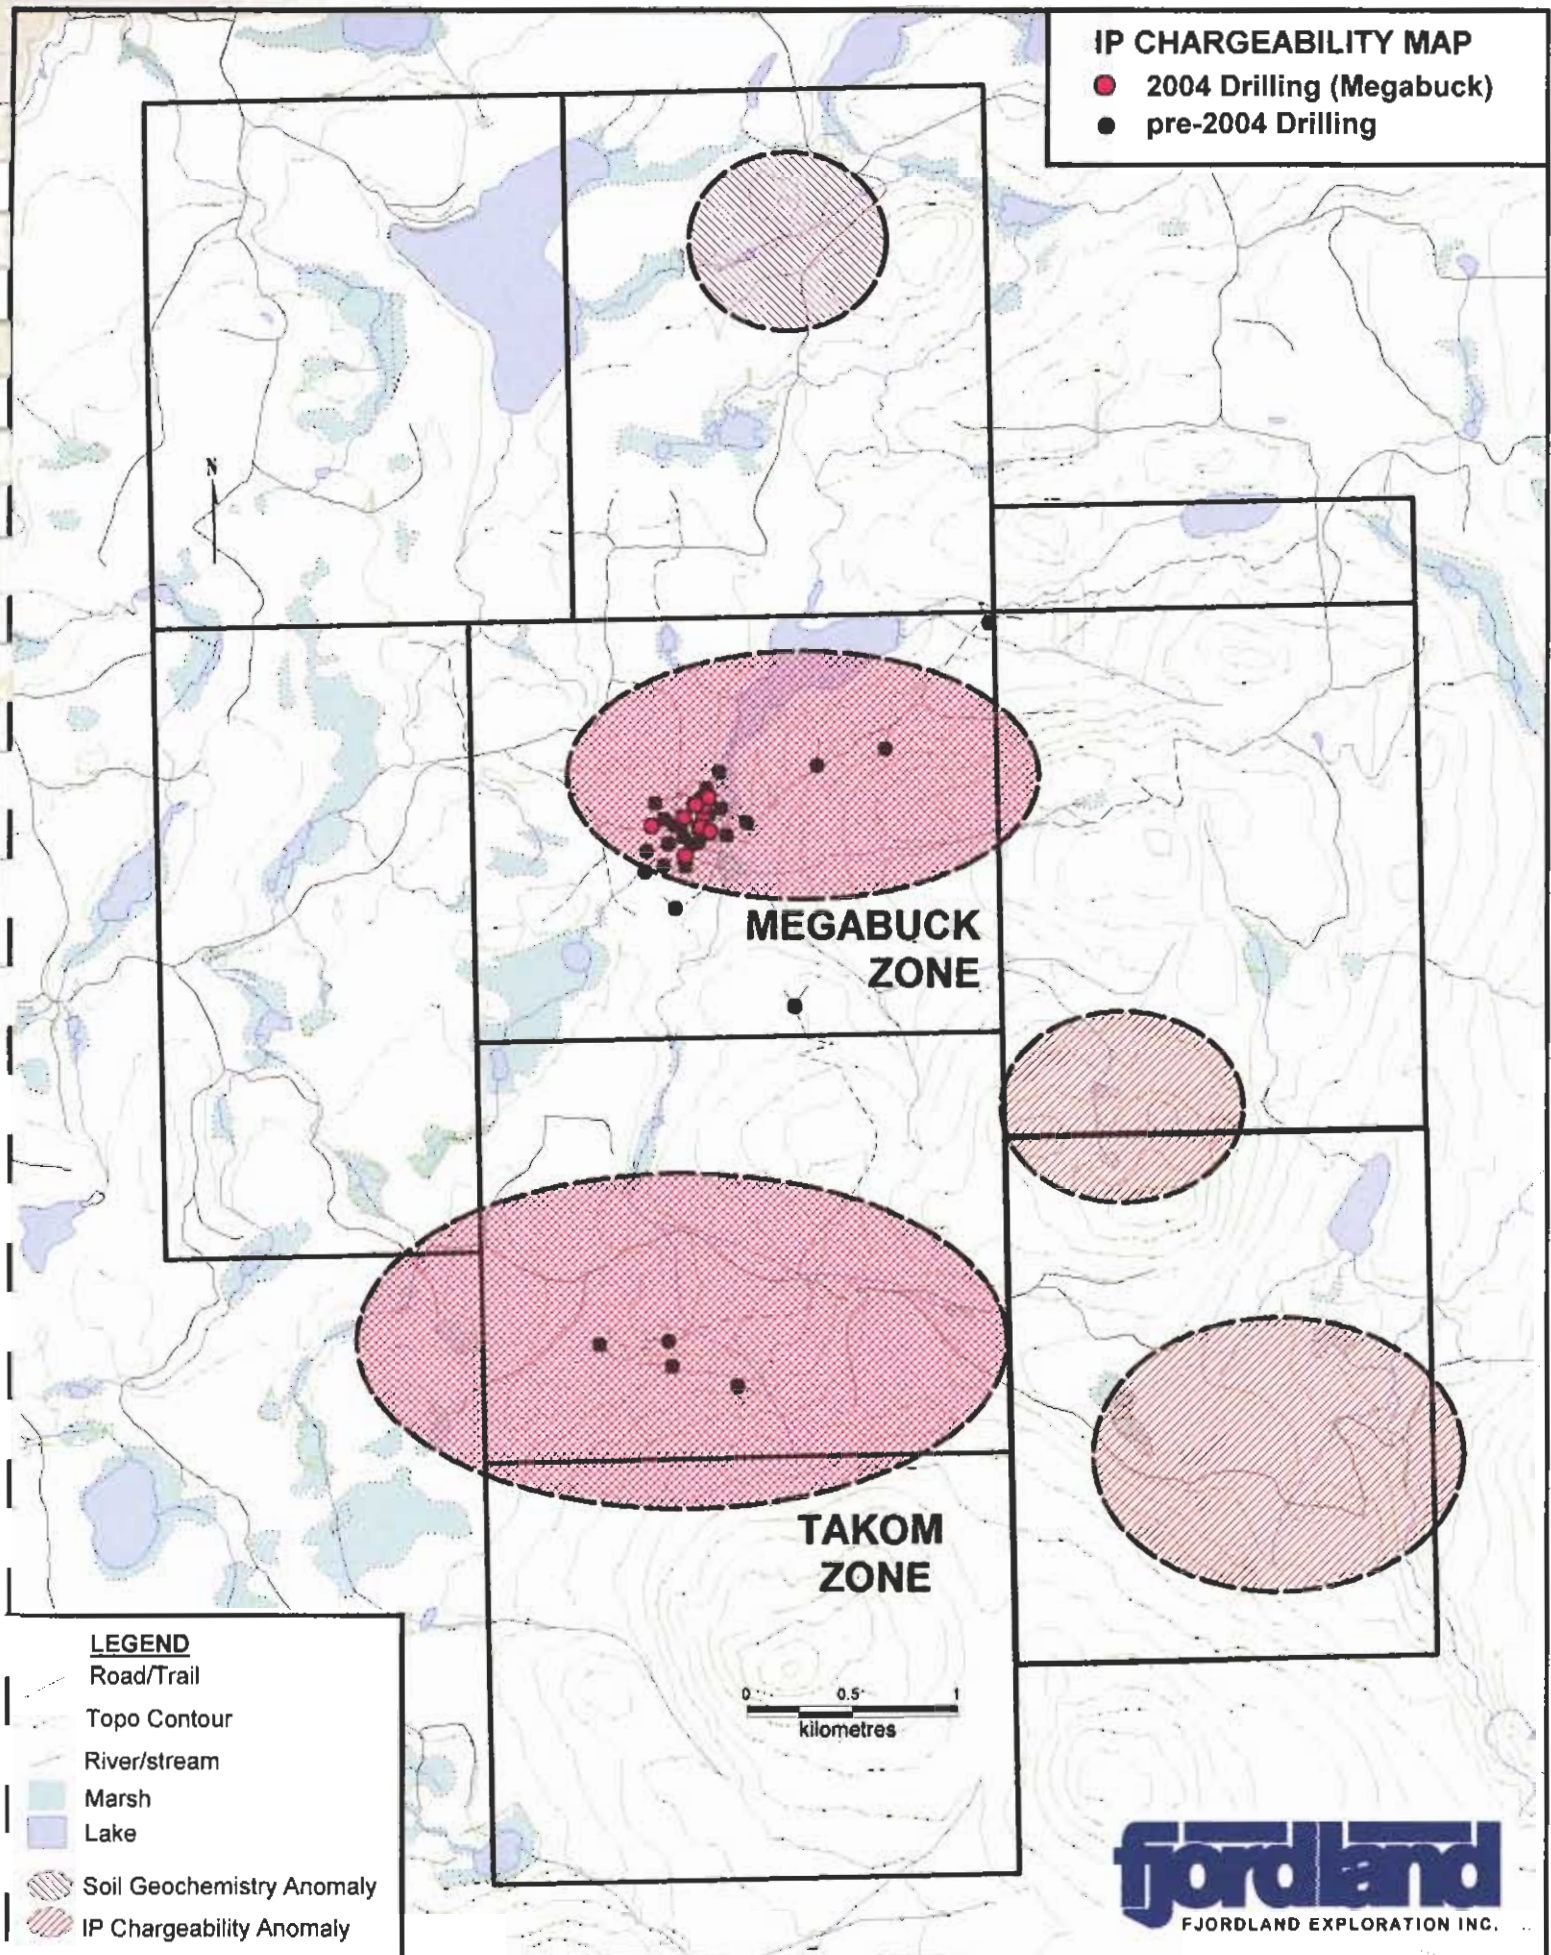 IP CHARGEABILITY MAP
2004 Drilling (Megabuck)
pre-2004 Drilling
N
MEGABUCK
ZONE
TAKOM
ZONE
0 0.5 1
kilometres
LEGEND
Road/Trail
Topo Contour
River/stream
Marsh
Lake
Soil Geochemistry Anomaly
IP Chargeability Anomaly
fjordland
FJORDLAND EXPLORATION INC.